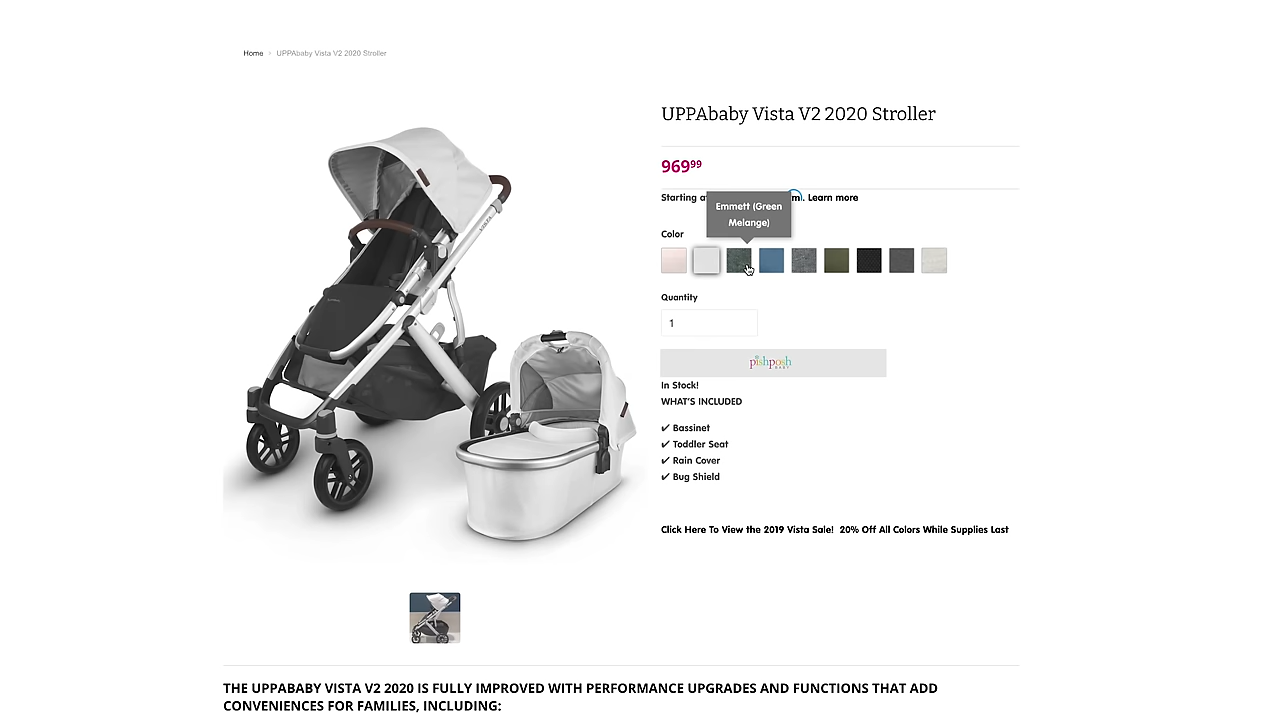 Home › UPPAbaby Vista V2 2020 Stroller
UPPAbaby Vista V2 2020 Stroller
969⁹⁹
Starting a
m). Learn more
Emmett (Green
Melange)
Color
Quantity
1
pishposh
BABY
In Stock!
WHAT'S INCLUDED
✔ Bassinet
✔ Toddler Seat
✔ Rain Cover
✔ Bug Shield
Click Here To View the 2019 Vista Sale! 20% Off All Colors While Supplies Last
THE UPPABABY VISTA V2 2020 IS FULLY IMPROVED WITH PERFORMANCE UPGRADES AND FUNCTIONS THAT ADD
CONVENIENCES FOR FAMILIES, INCLUDING:
VISTA